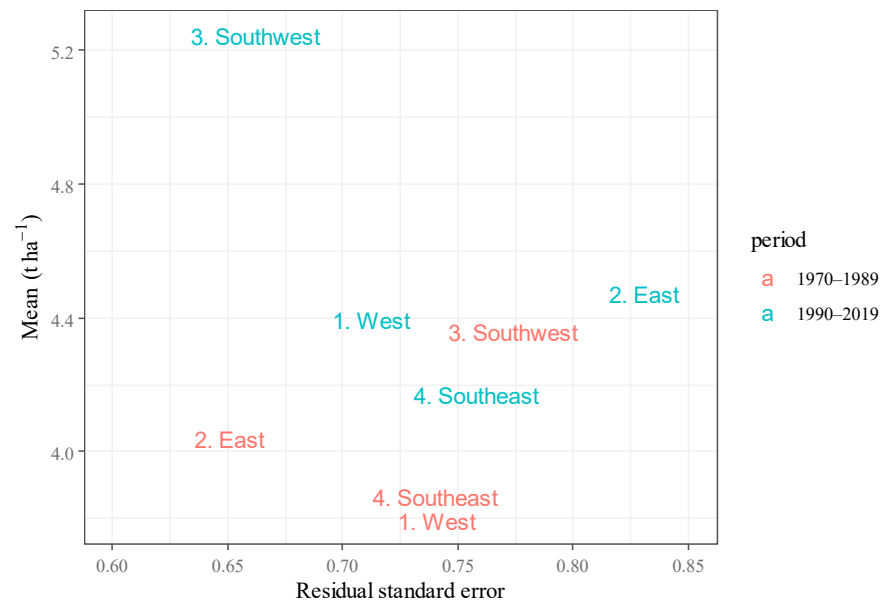 3. Southwest
5.2
4.8
Mean (t ha⁻¹)
period
a 1970–1989
2. East
4.4
1. West
a 1990–2019
3. Southwest
4. Southeast
2. East
4.0
4. Southeast
1. West
0.60 0.65 0.70 0.75 0.80 0.85
Residual standard error